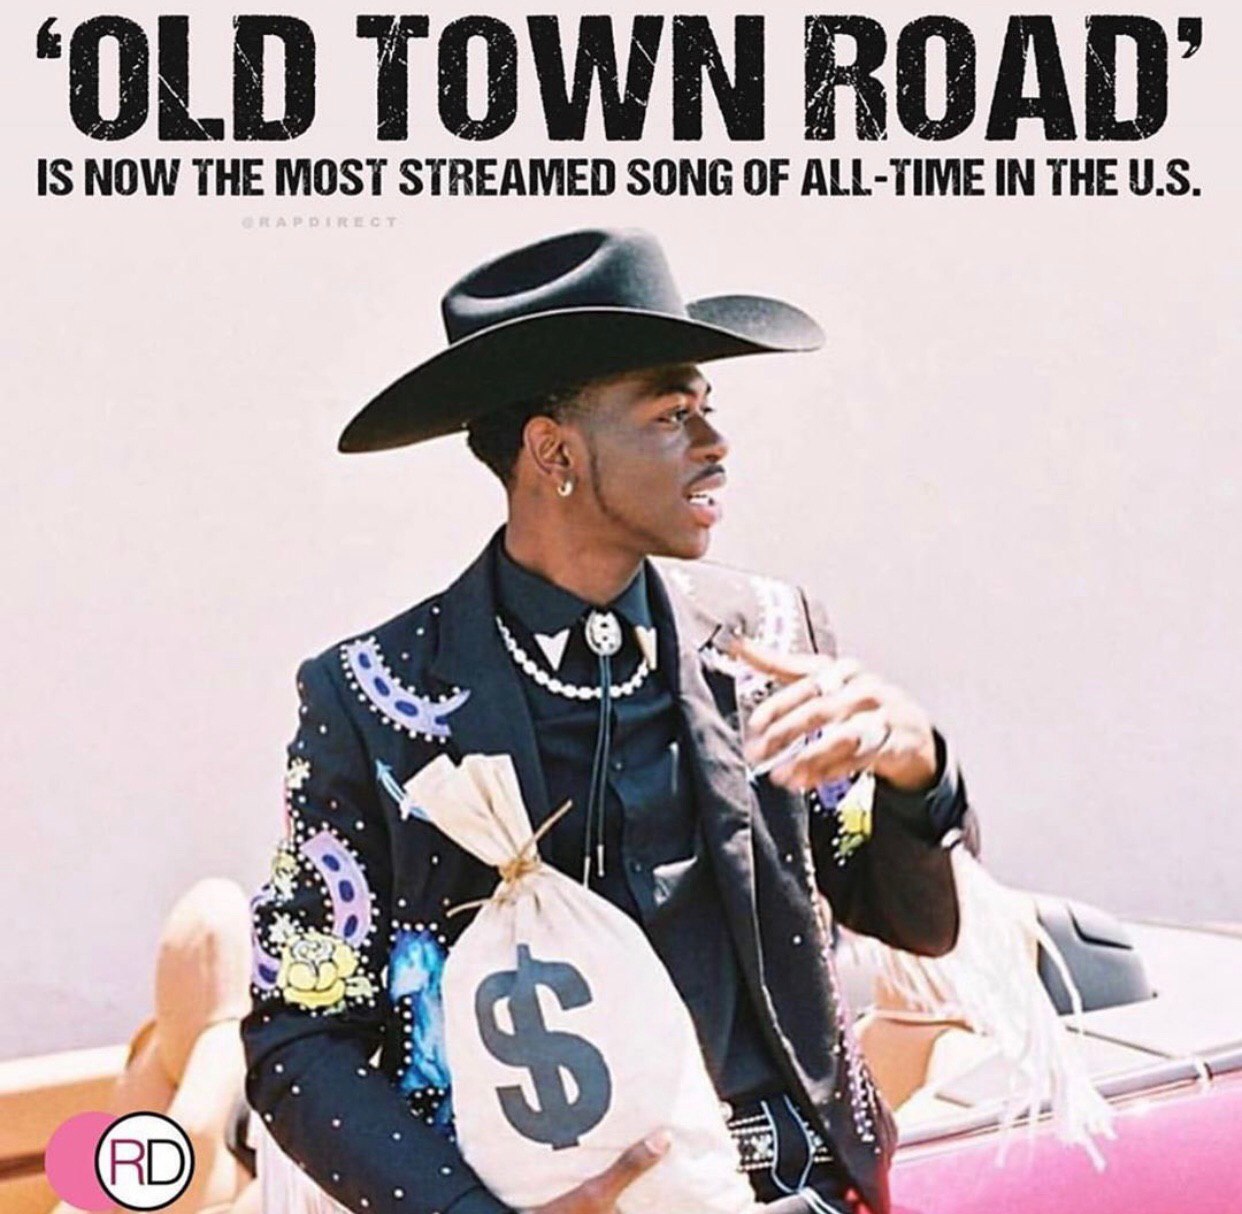 ‘OLD TOWN ROAD’
IS NOW THE MOST STREAMED SONG OF ALL-TIME IN THE U.S.
@RAPDIRECT
$
RD